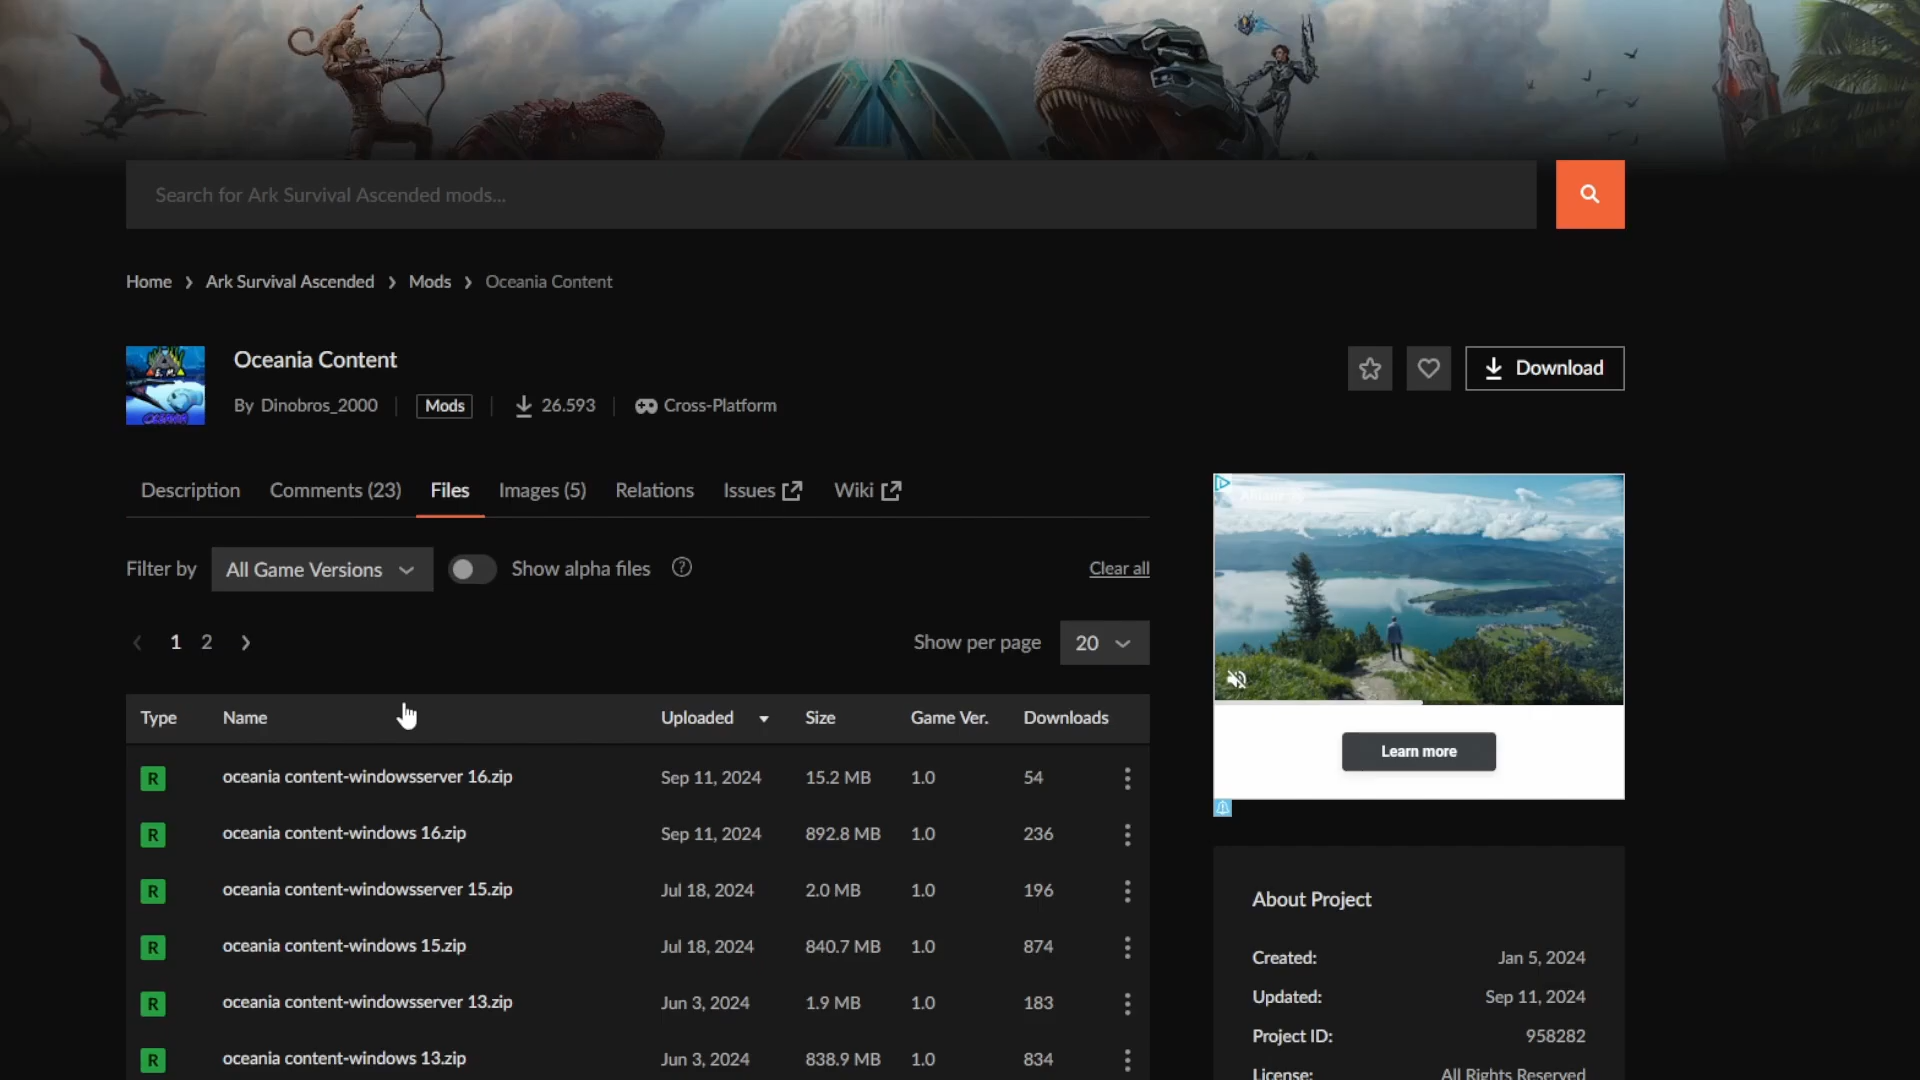 Search for Ark Survival Ascended mods...
Home > Ark Survival Ascended > Mods > Oceania Content
Oceania Content
By Dinobros_2000 | Mods | 26.593 | Cross-Platform
Download
Description Comments (23) Files Images (5) Relations Issues Wiki
Filter by All Game Versions Show alpha files ? Clear all
1 2 Show per page 20
Type Name Uploaded Size Game Ver. Downloads
R oceania content-windowsserver 16.zip Sep 11, 2024 15.2 MB 1.0 54
R oceania content-windows 16.zip Sep 11, 2024 892.8 MB 1.0 236
R oceania content-windowsserver 15.zip Jul 18, 2024 2.0 MB 1.0 196
R oceania content-windows 15.zip Jul 18, 2024 840.7 MB 1.0 874
R oceania content-windowsserver 13.zip Jun 3, 2024 1.9 MB 1.0 183
R oceania content-windows 13.zip Jun 3, 2024 838.9 MB 1.0 834
Learn more
About Project
Created: Jan 5, 2024
Updated: Sep 11, 2024
Project ID: 958282
License: All Rights Reserved